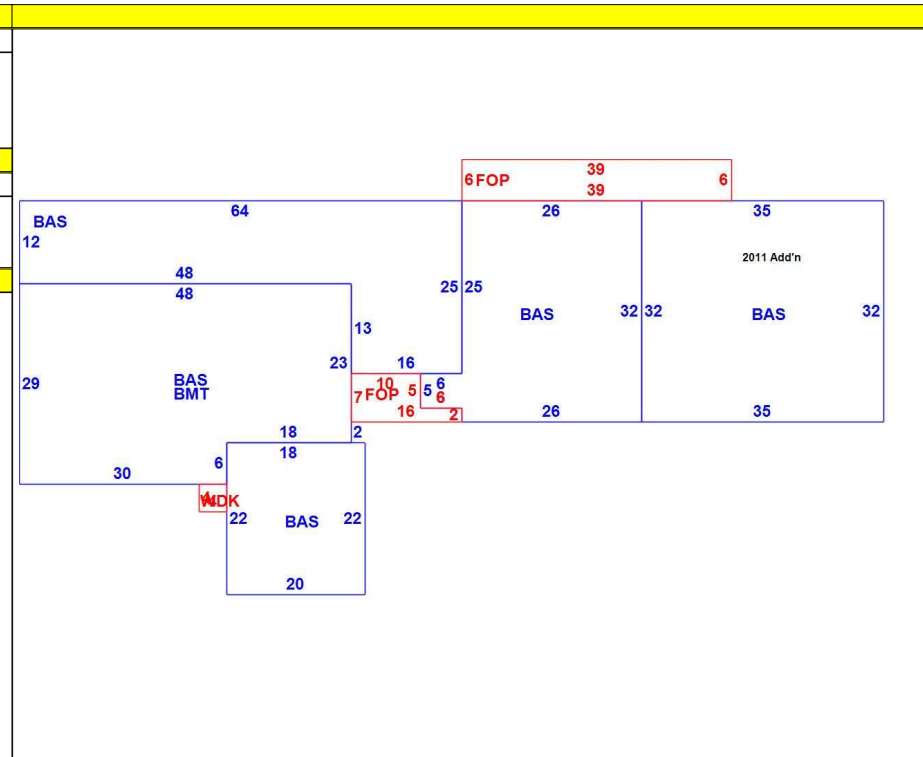 39
6 FOP 6
39
64 26 35
BAS
12
2011 Add'n
48
48
25 25
13
BAS 32 32 BAS 32
23 16
29
BAS
BMT
10 5 5 6
7 FOP 6
16 2 26 35
18 2
18
6
30
WDK
22 BAS 22
20